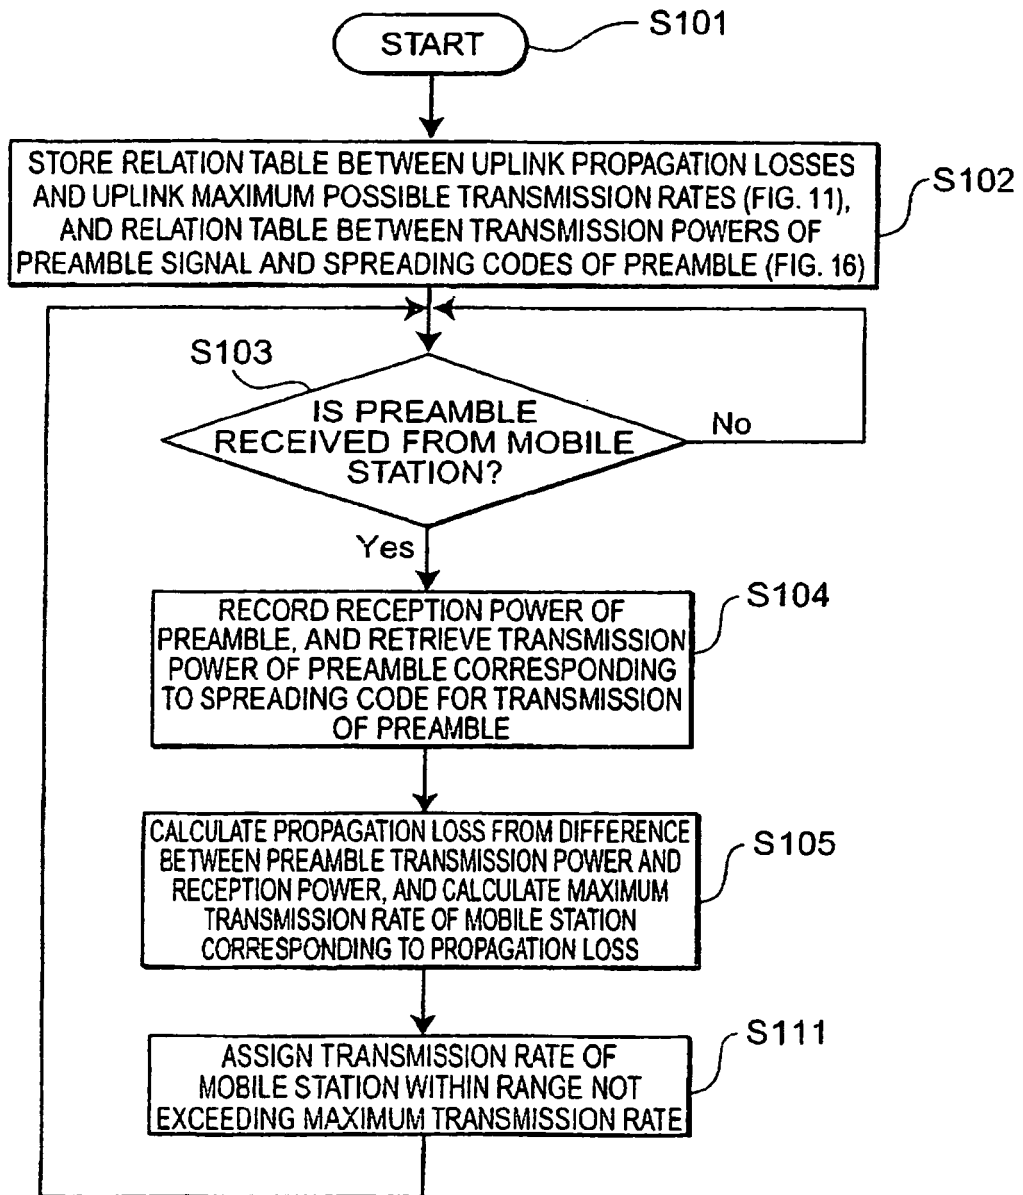 START
S101
STORE RELATION TABLE BETWEEN UPLINK PROPAGATION LOSSES
AND UPLINK MAXIMUM POSSIBLE TRANSMISSION RATES (FIG. 11),
AND RELATION TABLE BETWEEN TRANSMISSION POWERS OF
PREAMBLE SIGNAL AND SPREADING CODES OF PREAMBLE (FIG. 16)
S102
S103
IS PREAMBLE
RECEIVED FROM MOBILE
STATION?
No
Yes
RECORD RECEPTION POWER OF
PREAMBLE, AND RETRIEVE TRANSMISSION
POWER OF PREAMBLE CORRESPONDING
TO SPREADING CODE FOR TRANSMISSION
OF PREAMBLE
S104
CALCULATE PROPAGATION LOSS FROM DIFFERENCE
BETWEEN PREAMBLE TRANSMISSION POWER AND
RECEPTION POWER, AND CALCULATE MAXIMUM
TRANSMISSION RATE OF MOBILE STATION
CORRESPONDING TO PROPAGATION LOSS
S105
ASSIGN TRANSMISSION RATE OF
MOBILE STATION WITHIN RANGE NOT
EXCEEDING MAXIMUM TRANSMISSION RATE
S111